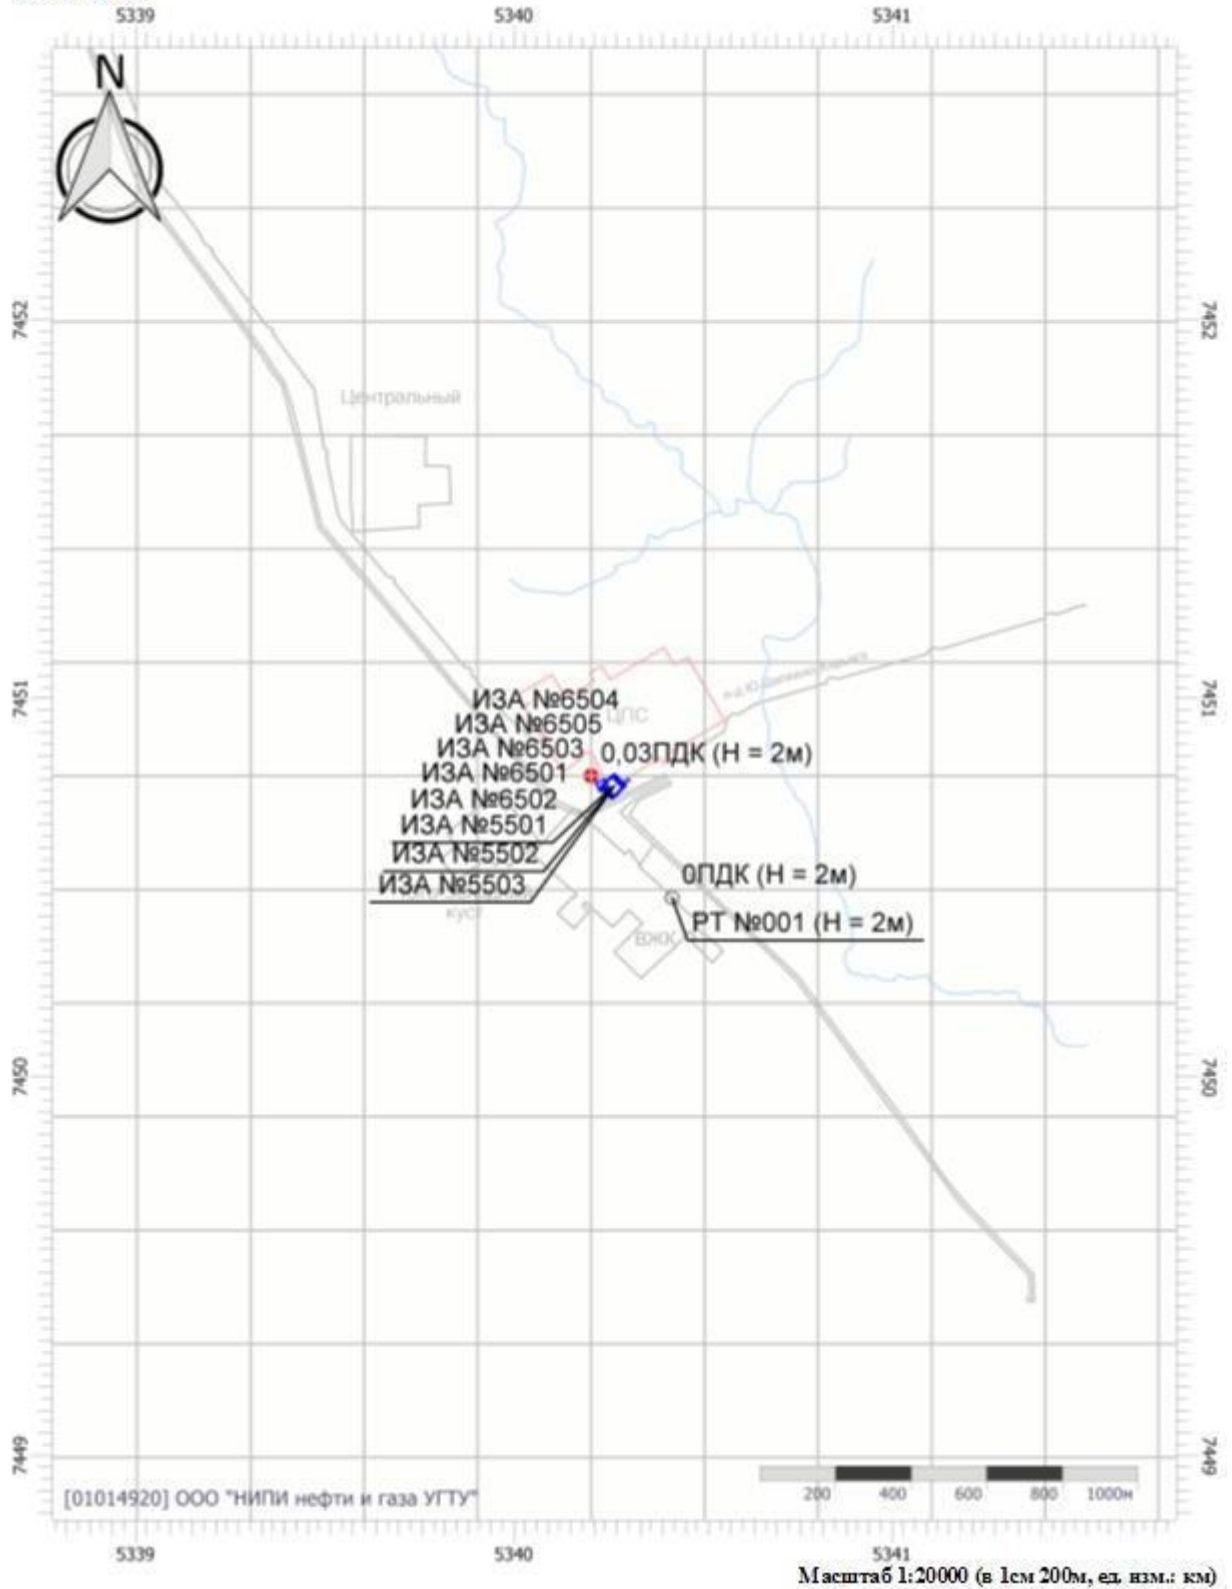 5339 5340 5341
N
7452 7452
Центральный
7451 7451
ИЗА №6504
ЦПС
ИЗА №6505
ИЗА №6503 0,03ПДК (Н = 2м)
ИЗА №6501
ИЗА №6502
ИЗА №5501
ИЗА №5502
ИЗА №5503
0ПДК (Н = 2м)
куст
РТ №001 (Н = 2м)
ВЖК
7450 7450
7449 7449
200 400 600 800 1000м
[01014920] ООО "НИПИ нефти и газа УГТУ"
5339 5340 5341
Масштаб 1:20000 (в 1см 200м, ед. изм.: км)